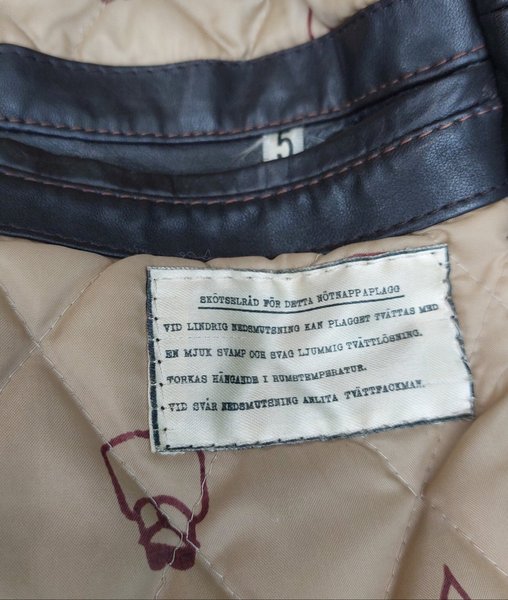 5
SKÖTSELRÅD FÖR DETTA NÖTNAPPAPLAGG
VID LINDRIG NEDSMUTSNING KAN PLAGGET TVÄTTAS MED
EN MJUK SVAMP OCH SVAG LJUMMIG TVÄTTLÖSNING.
TORKAS HÄNGANDE I RUMSTEMPERATUR.
VID SVÅR NEDSMUTSNING ANLITA TVÄTTFACKMAN.